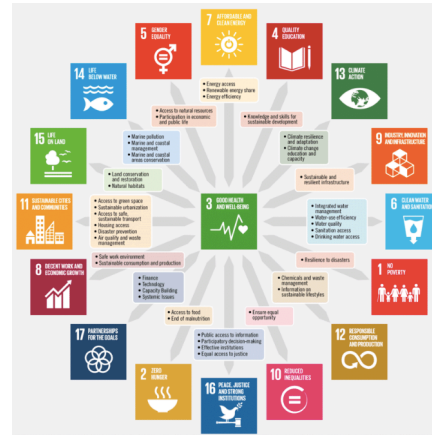 7 AFFORDABLE AND
CLEAN ENERGY
5 GENDER
EQUALITY
4 QUALITY
EDUCATION
14 LIFE
BELOW WATER
13 CLIMATE
ACTION
• Energy access
• Renewable energy share
• Energy efficiency
• Access to natural resources
• Participation in economic
and public life
• Knowledge and skills for
sustainable development
15 LIFE
ON LAND
• Marine pollution
• Marine and coastal
management
• Marine and coastal
areas conservation
• Climate resilience
and adaptation
• Climate change
education and
capacity
9 INDUSTRY, INNOVATION
AND INFRASTRUCTURE
• Land conservation
and restoration
• Natural habitats
• Sustainable and
resilient infrastructure
11 SUSTAINABLE CITIES
AND COMMUNITIES
• Access to green space
• Sustainable urbanization
• Access to safe,
sustainable transport
• Housing access
• Disaster prevention
• Air quality and waste
management
3 GOOD HEALTH
AND WELL-BEING
• Integrated water
management
• Water-use efficiency
• Water quality
• Sanitation access
• Drinking water access
6 CLEAN WATER
AND SANITATION
8 DECENT WORK AND
ECONOMIC GROWTH
• Safe work environment
• Sustainable consumption and production
• Resilience to disasters
1 NO
POVERTY
• Finance
• Technology
• Capacity Building
• Systemic Issues
• Chemicals and waste
management
• Information on
sustainable lifestyles
17 PARTNERSHIPS
FOR THE GOALS
• Access to food
• End of malnutrition
• Ensure equal
opportunity
12 RESPONSIBLE
CONSUMPTION
AND PRODUCTION
• Public access to information
• Participatory decision-making
• Effective institutions
• Equal access to justice
2 ZERO
HUNGER
16 PEACE, JUSTICE
AND STRONG
INSTITUTIONS
10 REDUCED
INEQUALITIES